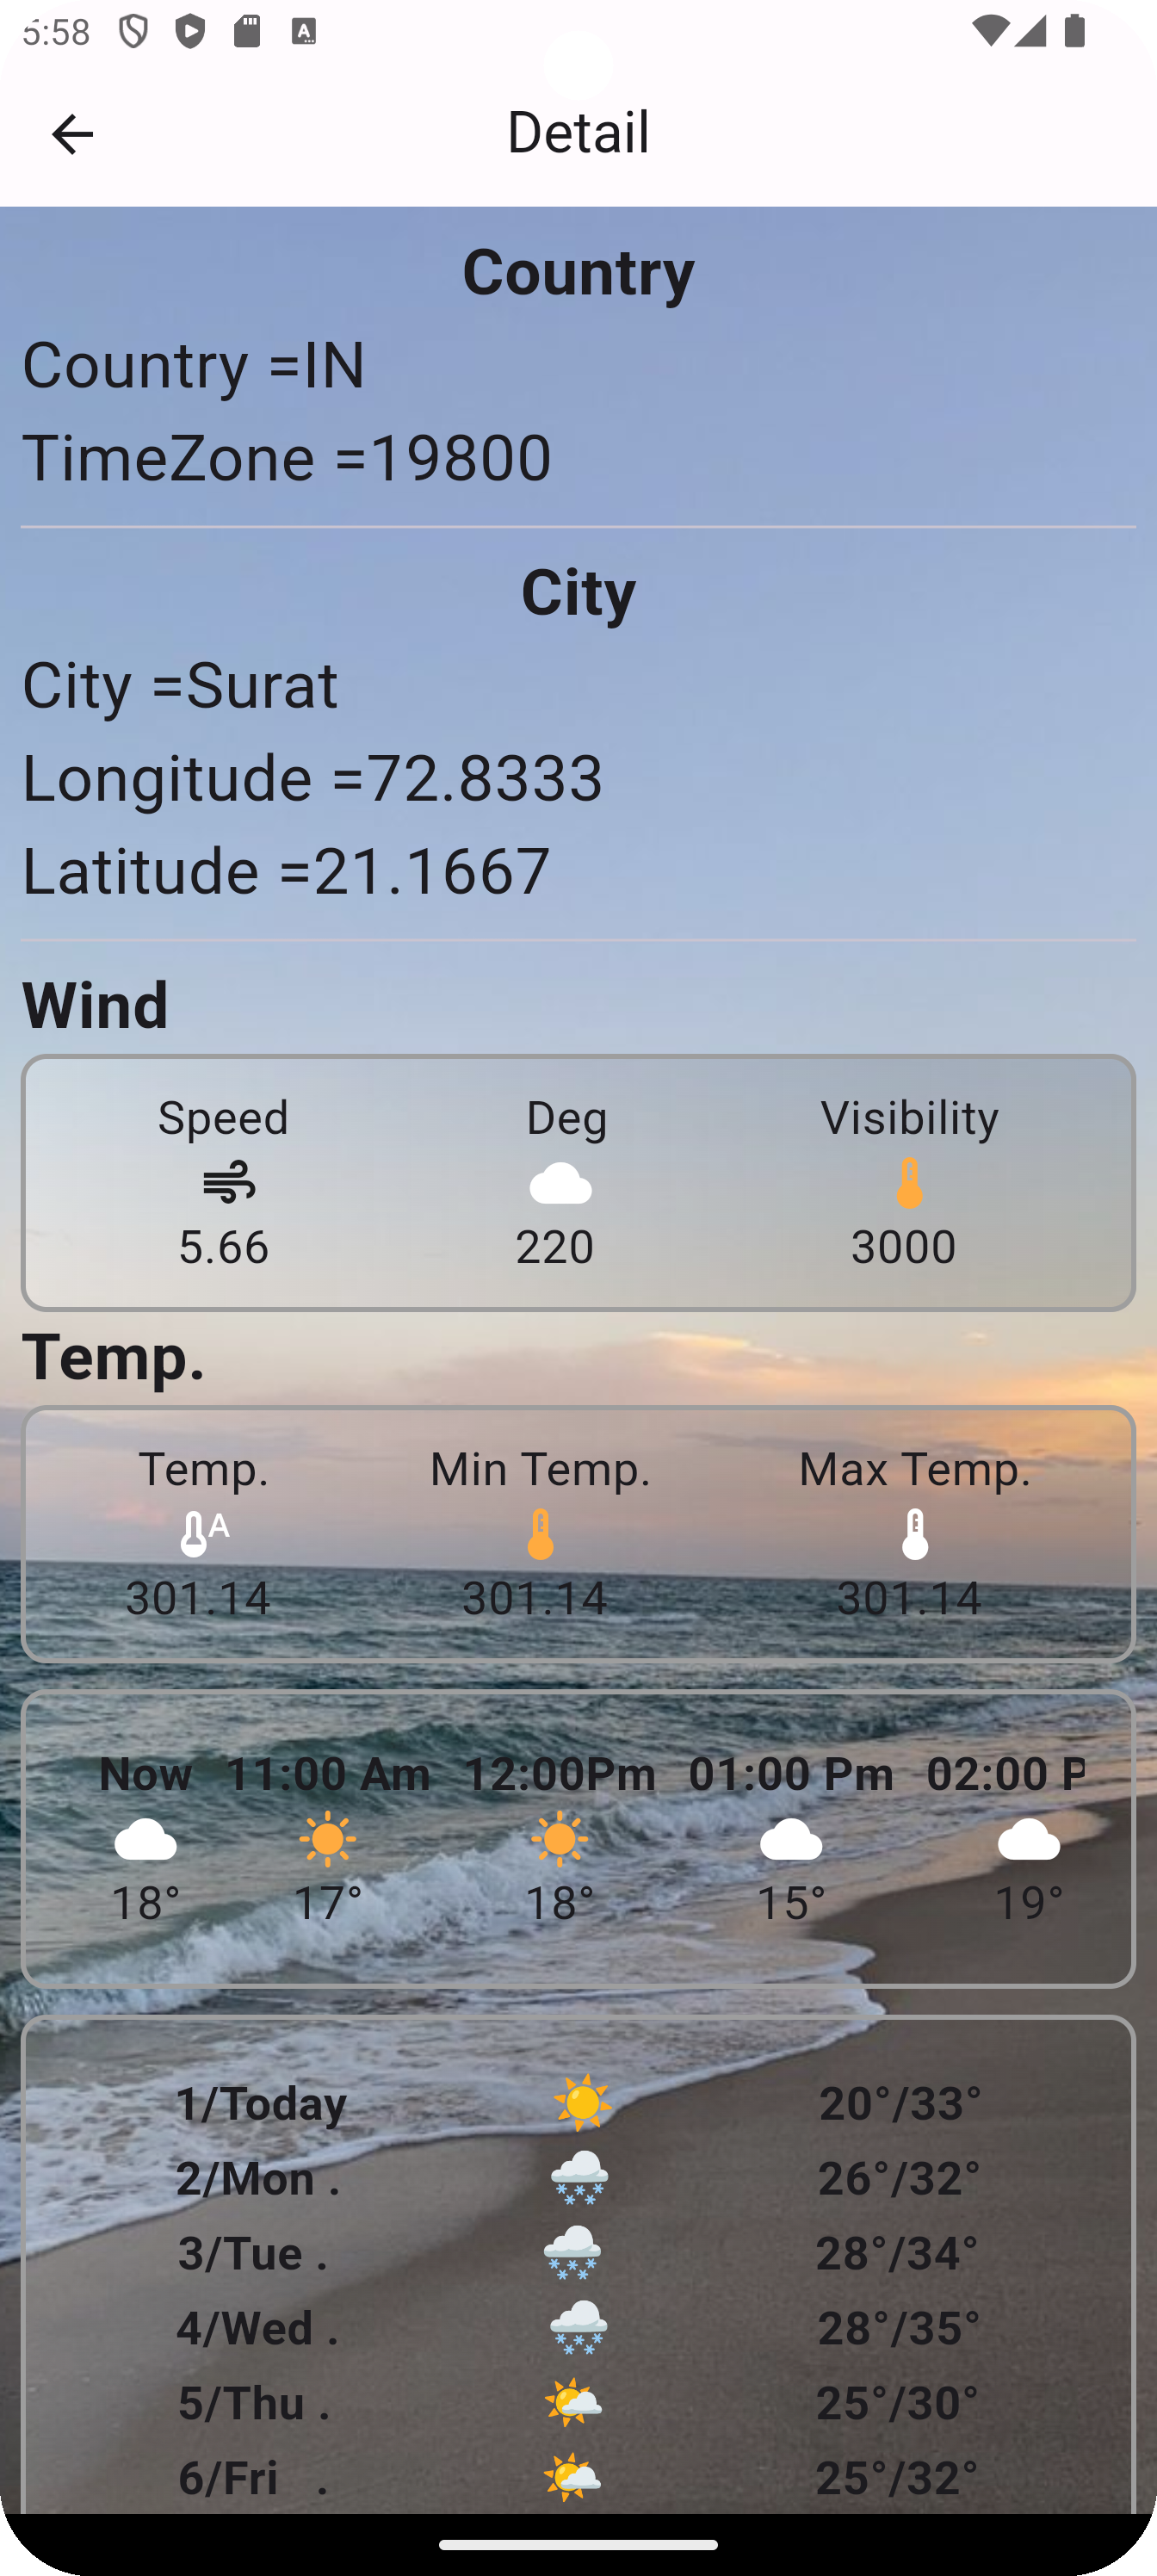 5:58
Detail
Country
Country =IN
TimeZone =19800
City
City =Surat
Longitude =72.8333
Latitude =21.1667
Wind
Speed Deg Visibility
5.66 220 3000
Temp.
Temp. Min Temp. Max Temp.
A
301.14 301.14 301.14
Now 11:00 Am 12:00Pm 01:00 Pm 02:00 P
18° 17° 18° 15° 19°
1/Today 20°/33°
2/Mon . 26°/32°
3/Tue . 28°/34°
4/Wed . 28°/35°
5/Thu . 25°/30°
6/Fri . 25°/32°